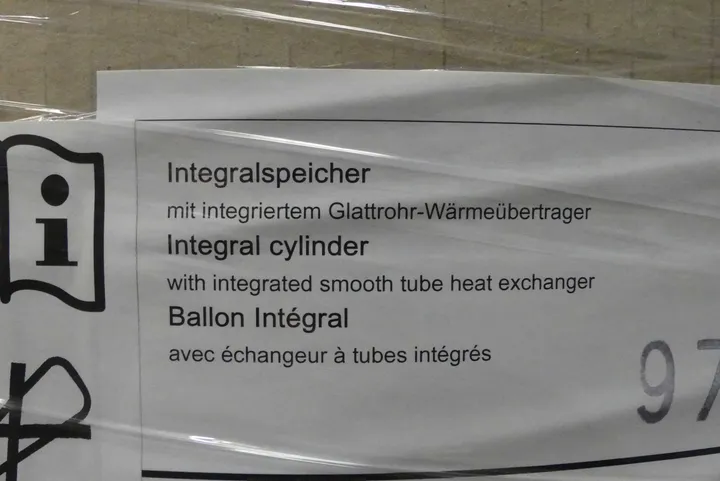 Integralspeicher
mit integriertem Glattrohr-Wärmeübertrager
Integral cylinder
with integrated smooth tube heat exchanger
Ballon Intégral
avec échangeur à tubes intégrés
97